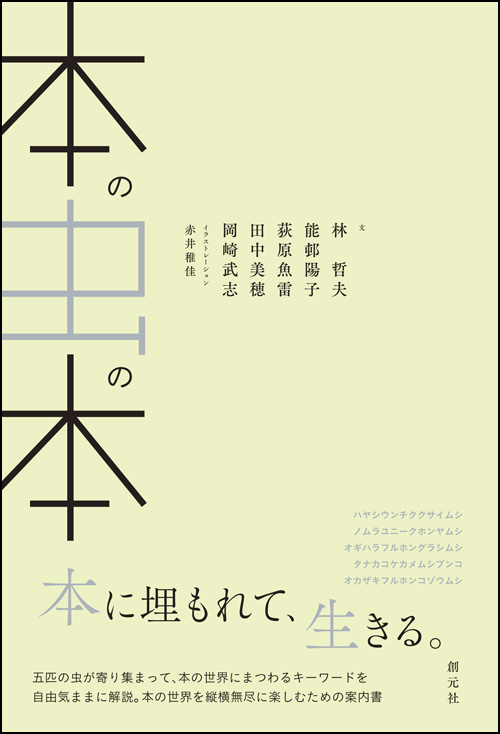 本の虫の本
文
林 哲夫
能邨陽子
荻原魚雷
田中美穂
岡崎武志
イラストレーション
赤井稚佳
ハヤシウンチククサイムシ
ノムラユニークホンヤムシ
オギハラフルホングラシムシ
タナカコケカメムシブンコ
オカザキフルホンコゾウムシ
本に埋もれて、生きる。
五匹の虫が寄り集まって、本の世界にまつわるキーワードを
自由気ままに解説。本の世界を縦横無尽に楽しむための案内書
創元社